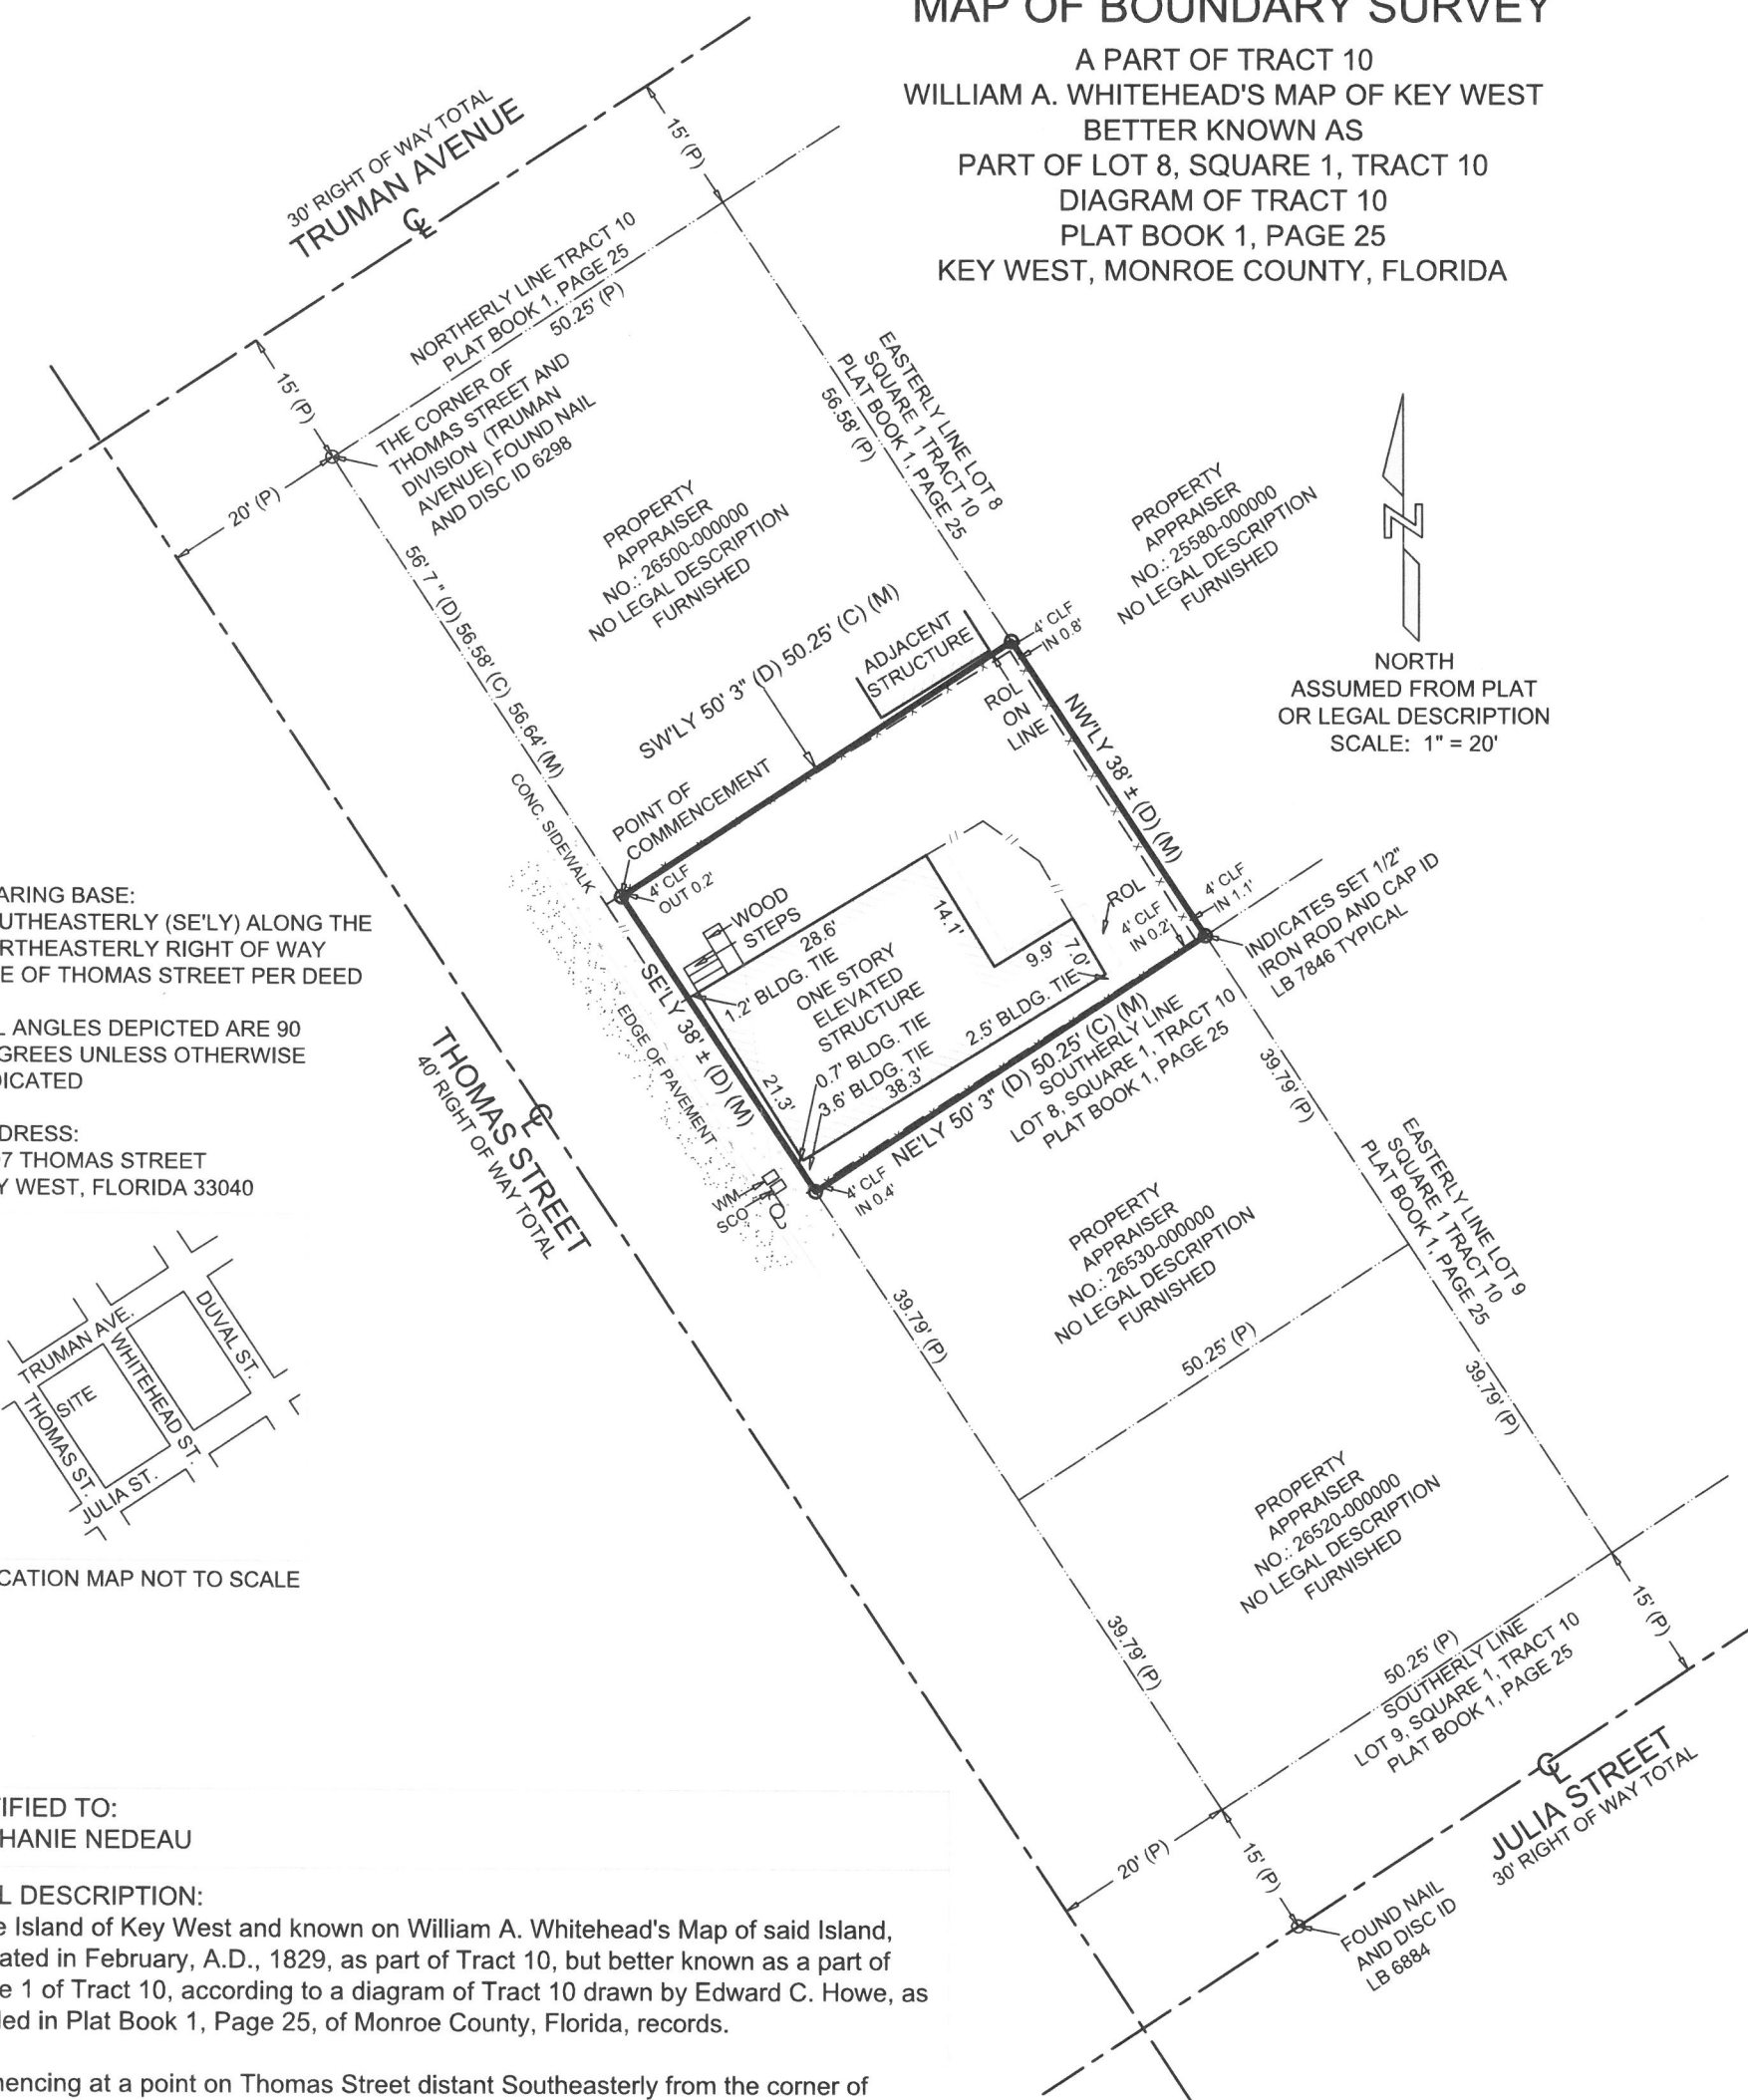 MAP OF BOUNDARY SURVEY
A PART OF TRACT 10
WILLIAM A. WHITEHEAD'S MAP OF KEY WEST
BETTER KNOWN AS
PART OF LOT 8, SQUARE 1, TRACT 10
DIAGRAM OF TRACT 10
PLAT BOOK 1, PAGE 25
KEY WEST, MONROE COUNTY, FLORIDA
30' RIGHT OF WAY TOTAL
TRUMAN AVENUE
℄
15' (P)
15' (P)
20' (P)
NORTHERLY LINE TRACT 10
PLAT BOOK 1, PAGE 25
50.25' (P)
THE CORNER OF
THOMAS STREET AND
DIVISION (TRUMAN
AVENUE) FOUND NAIL
AND DISC ID 6298
EASTERLY LINE LOT 8
SQUARE 1 TRACT 10
PLAT BOOK 1, PAGE 25
56.58' (P)
PROPERTY
APPRAISER
NO.: 26500-000000
NO LEGAL DESCRIPTION
FURNISHED
PROPERTY
APPRAISER
NO.: 25580-000000
NO LEGAL DESCRIPTION
FURNISHED
N
NORTH
ASSUMED FROM PLAT
OR LEGAL DESCRIPTION
SCALE: 1" = 20'
56' 7 " (D) 56.58' (C) 56.64' (M)
SW'LY 50' 3" (D) 50.25' (C) (M)
ADJACENT
STRUCTURE
4' CLF
IN 0.8'
ROL
ON
LINE
NW'LY 38' ± (D) (M)
CONC. SIDEWALK
POINT OF
COMMENCEMENT
4' CLF
OUT 0.2'
WOOD
STEPS
28.6'
14.1'
9.9'
7.0'
ROL
4' CLF
IN 0.2'
4' CLF
IN 1.1'
INDICATES SET 1/2"
IRON ROD AND CAP ID
LB 7846 TYPICAL
1.2' BLDG. TIE
ONE STORY
ELEVATED
STRUCTURE
0.7' BLDG. TIE
3.6' BLDG. TIE
38.3'
2.5' BLDG. TIE
21.3'
SE'LY 38' ± (D) (M)
EDGE OF PAVEMENT
NE'LY 50' 3" (D) 50.25' (C) (M)
SOUTHERLY LINE
LOT 8, SQUARE 1, TRACT 10
PLAT BOOK 1, PAGE 25
4' CLF
IN 0.4'
WM
SCO
THOMAS STREET
℄
40' RIGHT OF WAY TOTAL
ARING BASE:
UTHEASTERLY (SE'LY) ALONG THE
RTHEASTERLY RIGHT OF WAY
E OF THOMAS STREET PER DEED
L ANGLES DEPICTED ARE 90
GREES UNLESS OTHERWISE
DICATED
DRESS:
7 THOMAS STREET
Y WEST, FLORIDA 33040
TRUMAN AVE.
WHITEHEAD ST.
DUVAL ST.
SITE
THOMAS ST.
JULIA ST.
CATION MAP NOT TO SCALE
39.79' (P)
39.79' (P)
EASTERLY LINE LOT 9
SQUARE 1 TRACT 10
PLAT BOOK 1, PAGE 25
PROPERTY
APPRAISER
NO.: 26530-000000
NO LEGAL DESCRIPTION
FURNISHED
50.25' (P)
39.79' (P)
39.79' (P)
PROPERTY
APPRAISER
NO.: 26520-000000
NO LEGAL DESCRIPTION
FURNISHED
50.25' (P)
SOUTHERLY LINE
LOT 9, SQUARE 1, TRACT 10
PLAT BOOK 1, PAGE 25
15' (P)
20' (P)
15' (P)
℄
JULIA STREET
30' RIGHT OF WAY TOTAL
FOUND NAIL
AND DISC ID
LB 6884
IFIED TO:
HANIE NEDEAU
L DESCRIPTION:
e Island of Key West and known on William A. Whitehead's Map of said Island,
ated in February, A.D., 1829, as part of Tract 10, but better known as a part of
e 1 of Tract 10, according to a diagram of Tract 10 drawn by Edward C. Howe, as
led in Plat Book 1, Page 25, of Monroe County, Florida, records.
nencing at a point on Thomas Street distant Southeasterly from the corner of